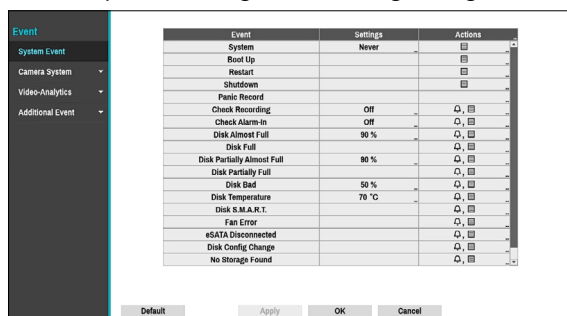 Event
System Event
Camera System
Video-Analytics
Additional Event
Event Settings Actions
System Never
Boot Up
Restart
Shutdown
Panic Record
Check Recording Off
Check Alarm-In Off
Disk Almost Full 90 %
Disk Full
Disk Partially Almost Full 90 %
Disk Partially Full
Disk Bad 50 %
Disk Temperature 70 °C
Disk S.M.A.R.T.
Fan Error
eSATA Disconnected
Disk Config Change
No Storage Found
Default Apply OK Cancel